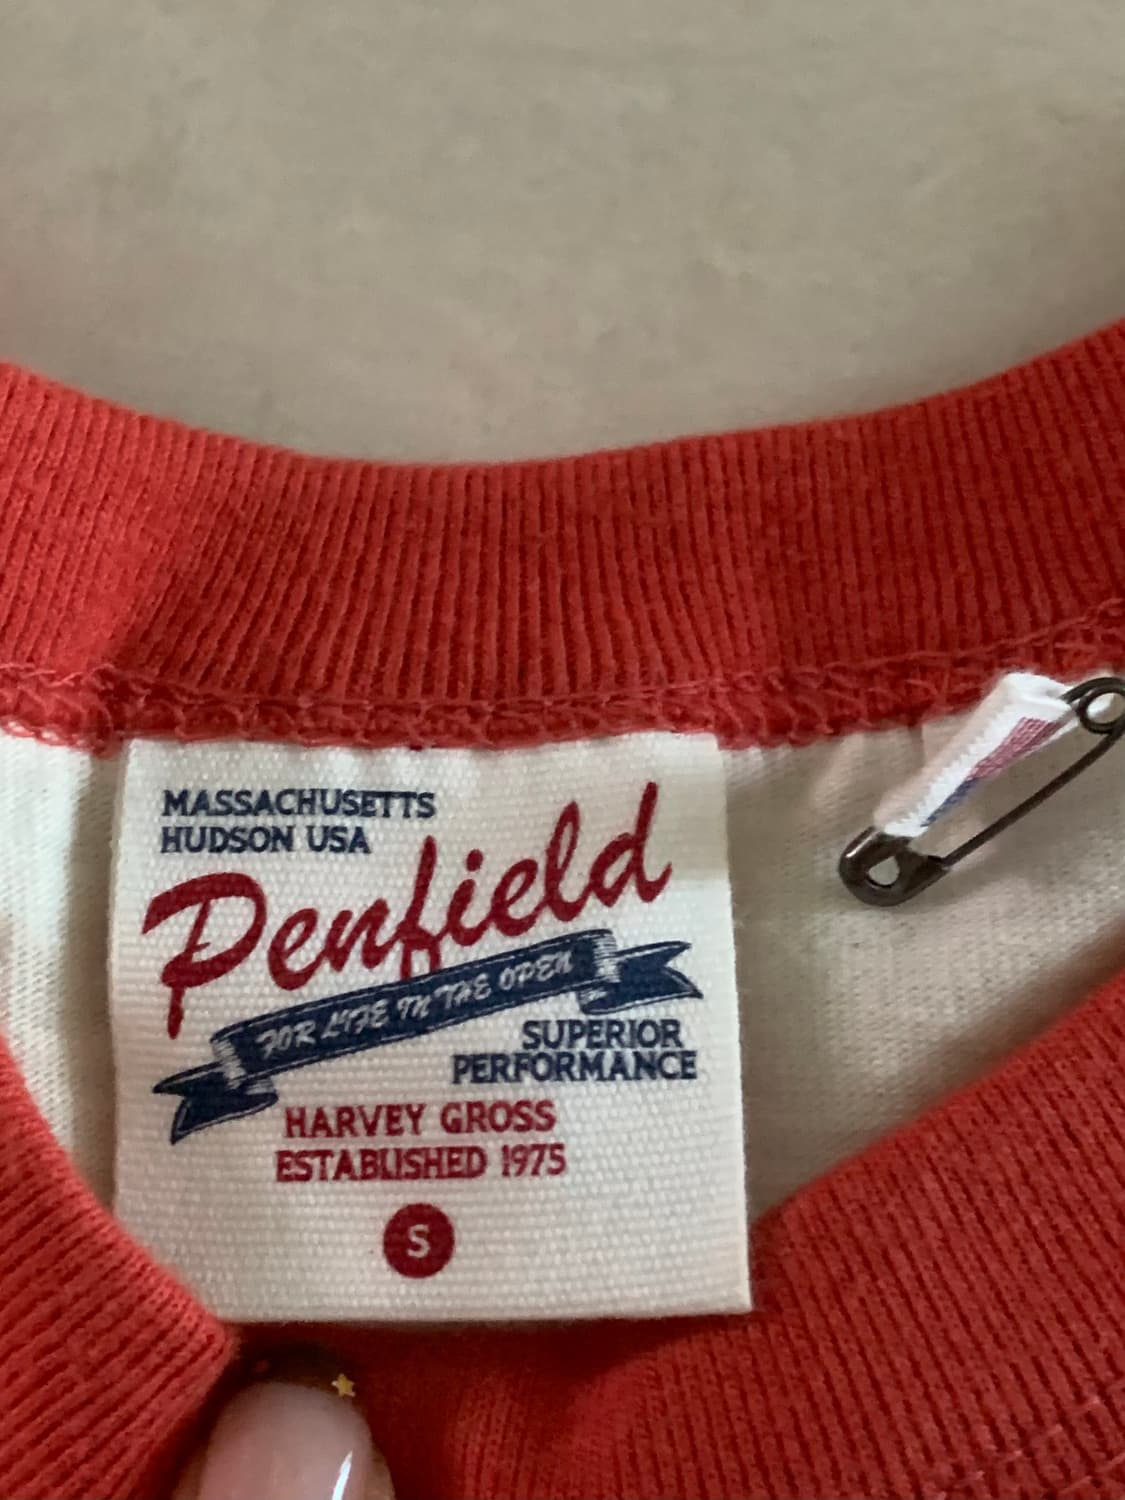 MASSACHUSETTS
HUDSON USA
Penfield
FOR LIFE IN THE OPEN
SUPERIOR
PERFORMANCE
HARVEY GROSS
ESTABLISHED 1975
S